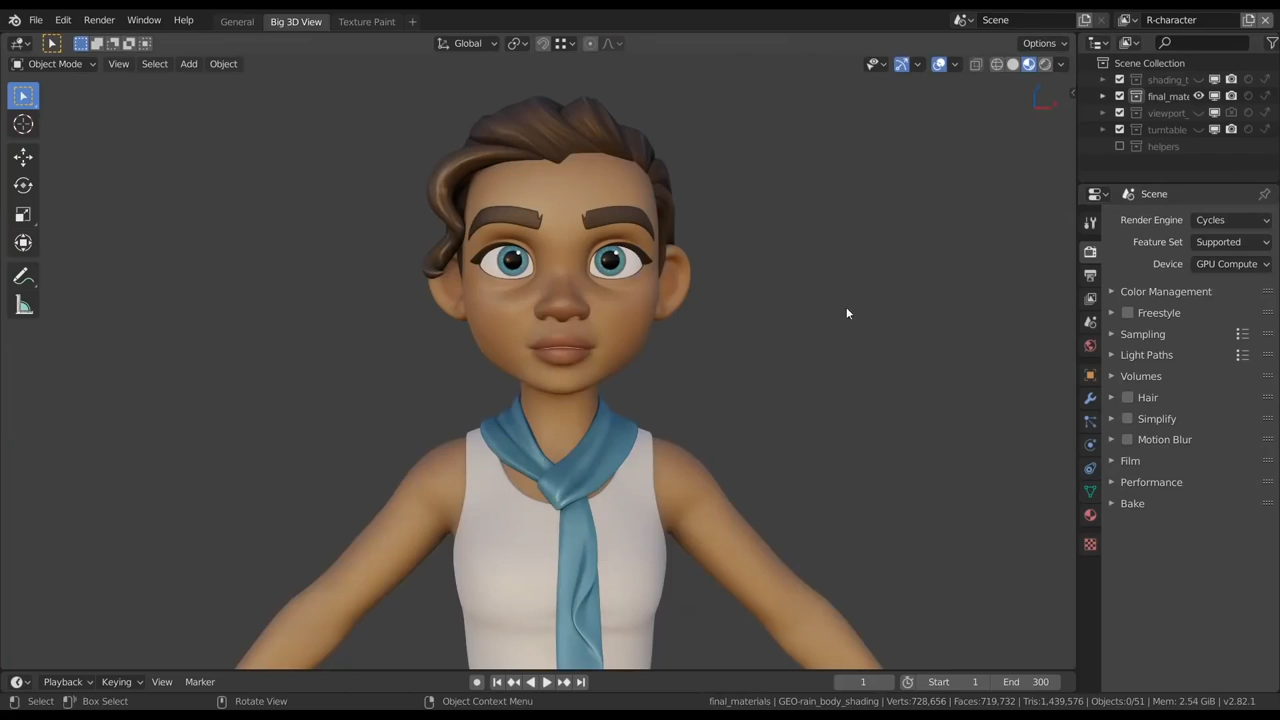 File Edit Render Window Help General Big 3D View Texture Paint + Scene R-character
Global Options
Object Mode View Select Add Object
Scene Collection
shading_t
final_mate
viewport_
turntable
helpers
Scene
Render Engine Cycles
Feature Set Supported
Device GPU Compute
Color Management
Freestyle
Sampling
Light Paths
Volumes
Hair
Simplify
Motion Blur
Film
Performance
Bake
Playback Keying View Marker 1 Start 1 End 300
Select Box Select Rotate View Object Context Menu final_materials | GEO-rain_body_shading | Verts:728,656 | Faces:719,732 | Tris:1,439,576 | Objects:0/51 | Mem: 2.54 GiB | v2.82.1